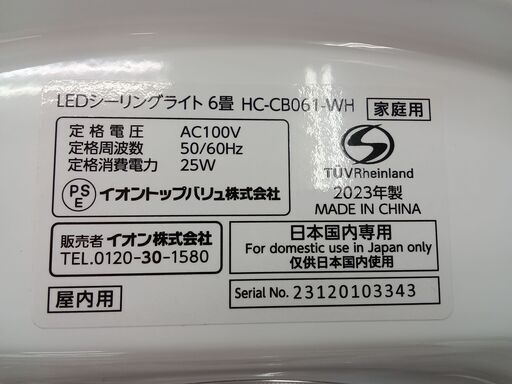 LEDシーリングライト 6畳 HC-CB061-WH 家庭用
定格電圧 AC100V
定格周波数 50/60Hz
定格消費電力 25W
PSE イオントップバリュ株式会社
S
TÜVRheinland
2023年製
MADE IN CHINA
販売者 イオン株式会社
TEL.0120-30-1580
日本国内専用
For domestic use in Japan only
仅供日本国内使用
屋内用
Serial No. 23120103343